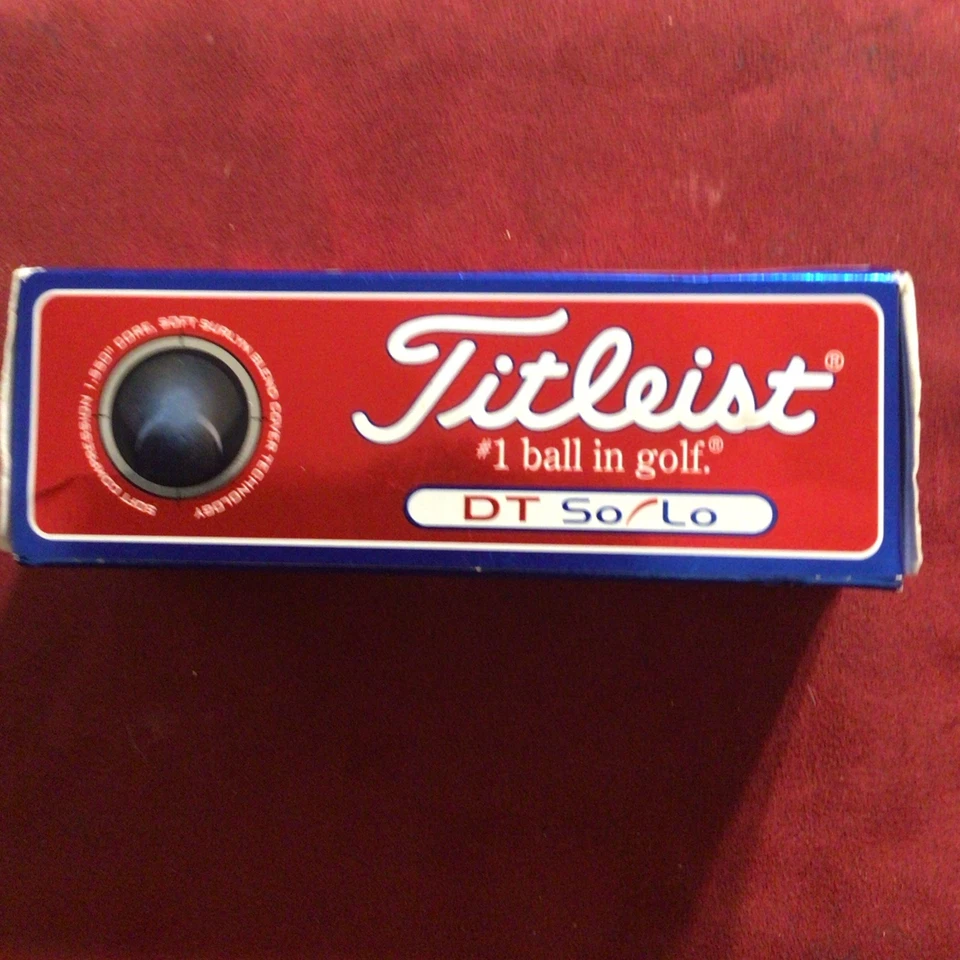 SOFT COMPRESSION 1.550" CORE, SOFT SURLYN BLEND COVER TECHNOLOGY
Titleist®
#1 ball in golf.®
DT So/Lo